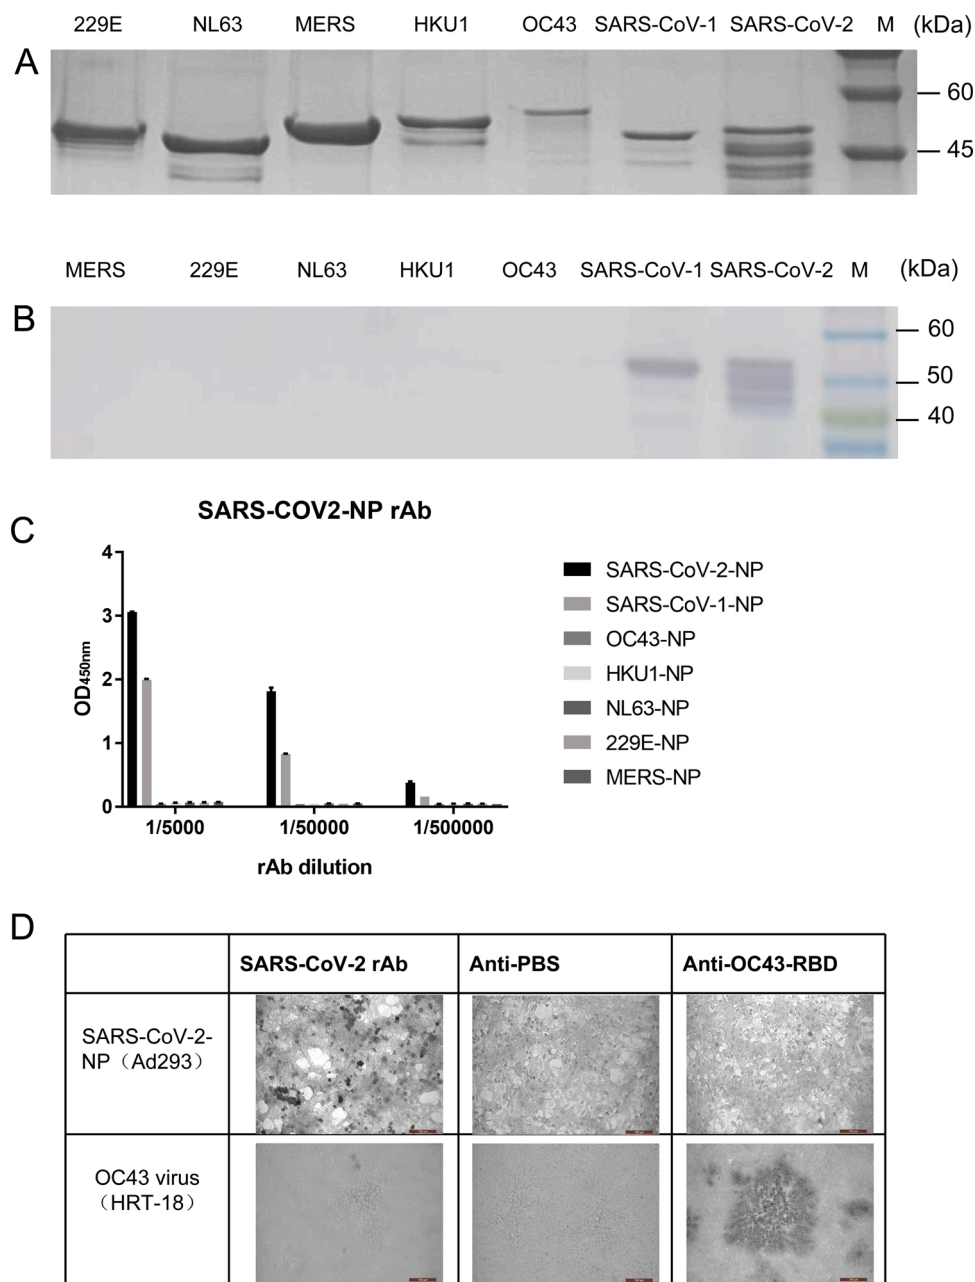 229E NL63 MERS HKU1 OC43 SARS-CoV-1 SARS-CoV-2 M (kDa)
A
60
45
MERS 229E NL63 HKU1 OC43 SARS-CoV-1 SARS-CoV-2 M (kDa)
B
60
50
40
C
SARS-COV2-NP rAb
4
3
2
1
0
OD450nm
1/5000 1/50000 1/500000
rAb dilution
SARS-CoV-2-NP
SARS-CoV-1-NP
OC43-NP
HKU1-NP
NL63-NP
229E-NP
MERS-NP
D
SARS-CoV-2 rAb Anti-PBS Anti-OC43-RBD
SARS-CoV-2-
NP（Ad293）
OC43 virus
（HRT-18）